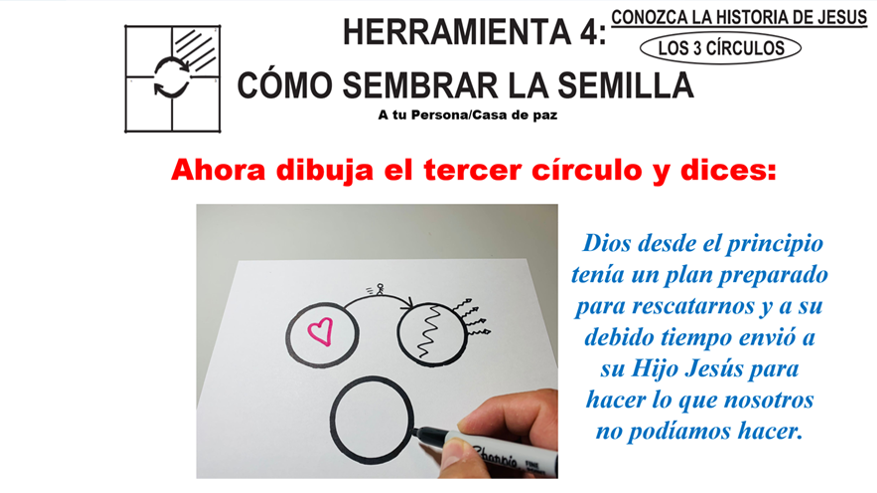 HERRAMIENTA 4:
CONOZCA LA HISTORIA DE JESUS
LOS 3 CÍRCULOS
CÓMO SEMBRAR LA SEMILLA
A tu Persona/Casa de paz
Ahora dibuja el tercer círculo y dices:
Dios desde el principio
tenía un plan preparado
para rescatarnos y a su
debido tiempo envió a
su Hijo Jesús para
hacer lo que nosotros
no podíamos hacer.